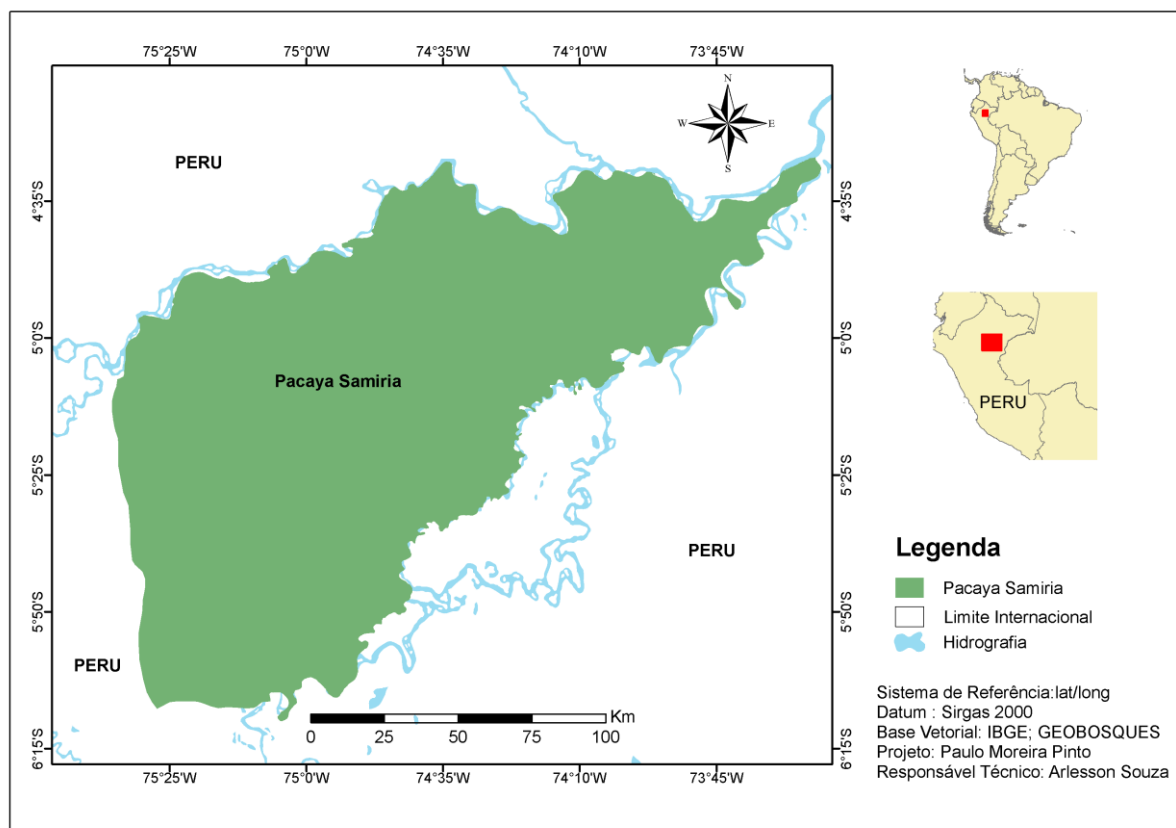 75°25'W 75°0'W 74°35'W 74°10'W 73°45'W
N
W E
S
PERU
4°35'S 4°35'S
5°0'S 5°0'S
Pacaya Samiria
5°25'S 5°25'S
PERU
5°50'S 5°50'S
PERU
Km
0 25 50 75 100
6°15'S 6°15'S
75°25'W 75°0'W 74°35'W 74°10'W 73°45'W
PERU
Legenda
Pacaya Samiria
Limite Internacional
Hidrografia
Sistema de Referência:lat/long
Datum : Sirgas 2000
Base Vetorial: IBGE; GEOBOSQUES
Projeto: Paulo Moreira Pinto
Responsável Técnico: Arlesson Souza